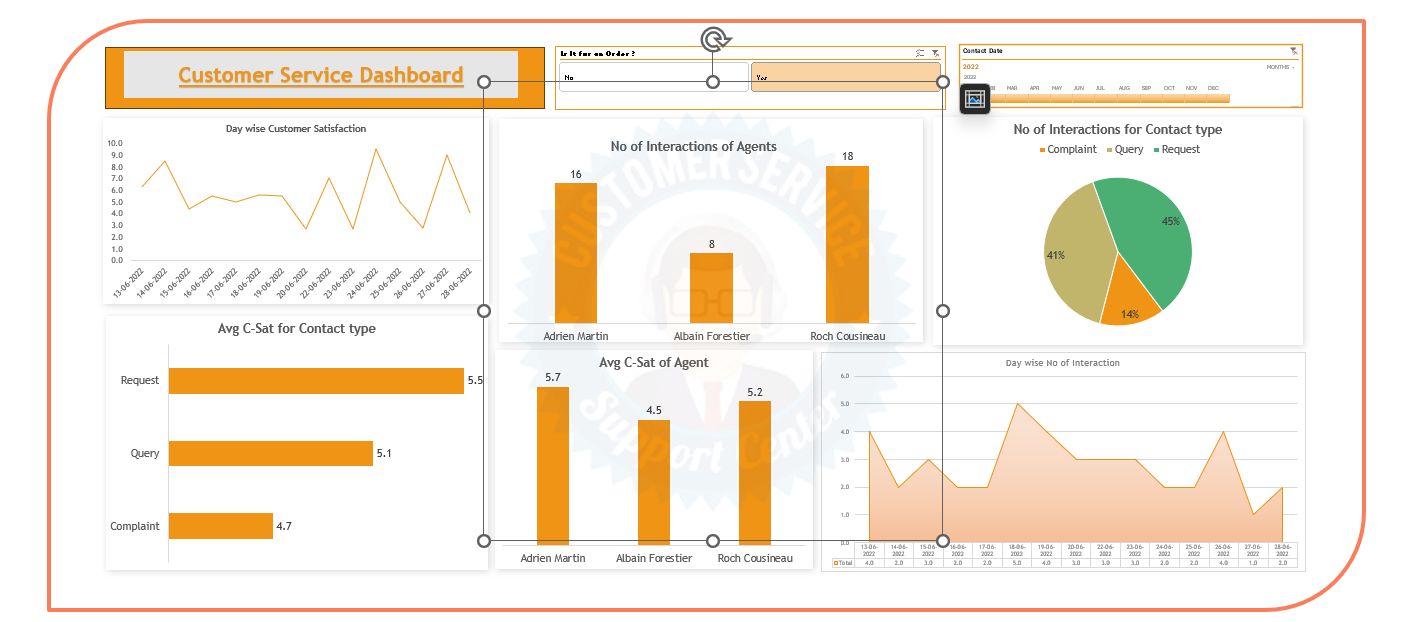 Customer Service Dashboard
Is It for an Order ?
No
Yes
Contact Date
2022
MONTHS
2022
MAR APR MAY JUN JUL AUG SEP OCT NOV DEC
Day wise Customer Satisfaction
10.0
9.0
8.0
7.0
6.0
5.0
4.0
3.0
2.0
1.0
0.0
13-06-2022 14-06-2022 15-06-2022 16-06-2022 17-06-2022 18-06-2022 19-06-2022 20-06-2022 22-06-2022 23-06-2022 24-06-2022 25-06-2022 26-06-2022 27-06-2022 28-06-2022
No of Interactions of Agents
16
8
18
Adrien Martin Albain Forestier Roch Cousineau
CUSTOMER SERVICE
No of Interactions for Contact type
Complaint Query Request
45%
41%
14%
Avg C-Sat for Contact type
Request 5.5
Query 5.1
Complaint 4.7
Avg C-Sat of Agent
5.7
4.5
5.2
Adrien Martin Albain Forestier Roch Cousineau
Support Center
Day wise No of Interaction
6.0
5.0
4.0
3.0
2.0
1.0
0.0
13-06-2022 14-06-2022 15-06-2022 16-06-2022 17-06-2022 18-06-2022 19-06-2022 20-06-2022 22-06-2022 23-06-2022 24-06-2022 25-06-2022 26-06-2022 27-06-2022 28-06-2022
Total 4.0 2.0 3.0 2.0 2.0 5.0 4.0 3.0 3.0 3.0 2.0 2.0 4.0 1.0 2.0